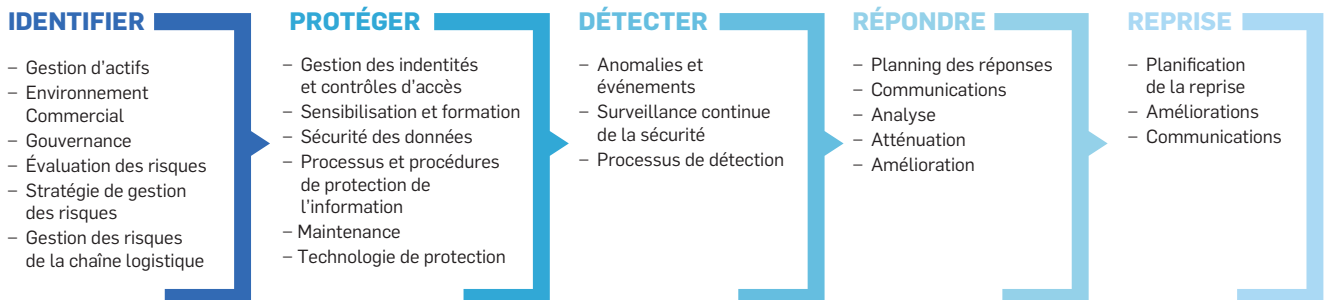 IDENTIFIER
– Gestion d'actifs
– Environnement
Commercial
– Gouvernance
– Évaluation des risques
– Stratégie de gestion
des risques
– Gestion des risques
de la chaîne logistique
PROTÉGER
– Gestion des indentités
et contrôles d'accès
– Sensibilisation et formation
– Sécurité des données
– Processus et procédures
de protection de
l'information
– Maintenance
– Technologie de protection
DÉTECTER
– Anomalies et
événements
– Surveillance continue
de la sécurité
– Processus de détection
RÉPONDRE
– Planning des réponses
– Communications
– Analyse
– Atténuation
– Amélioration
REPRISE
– Planification
de la reprise
– Améliorations
– Communications